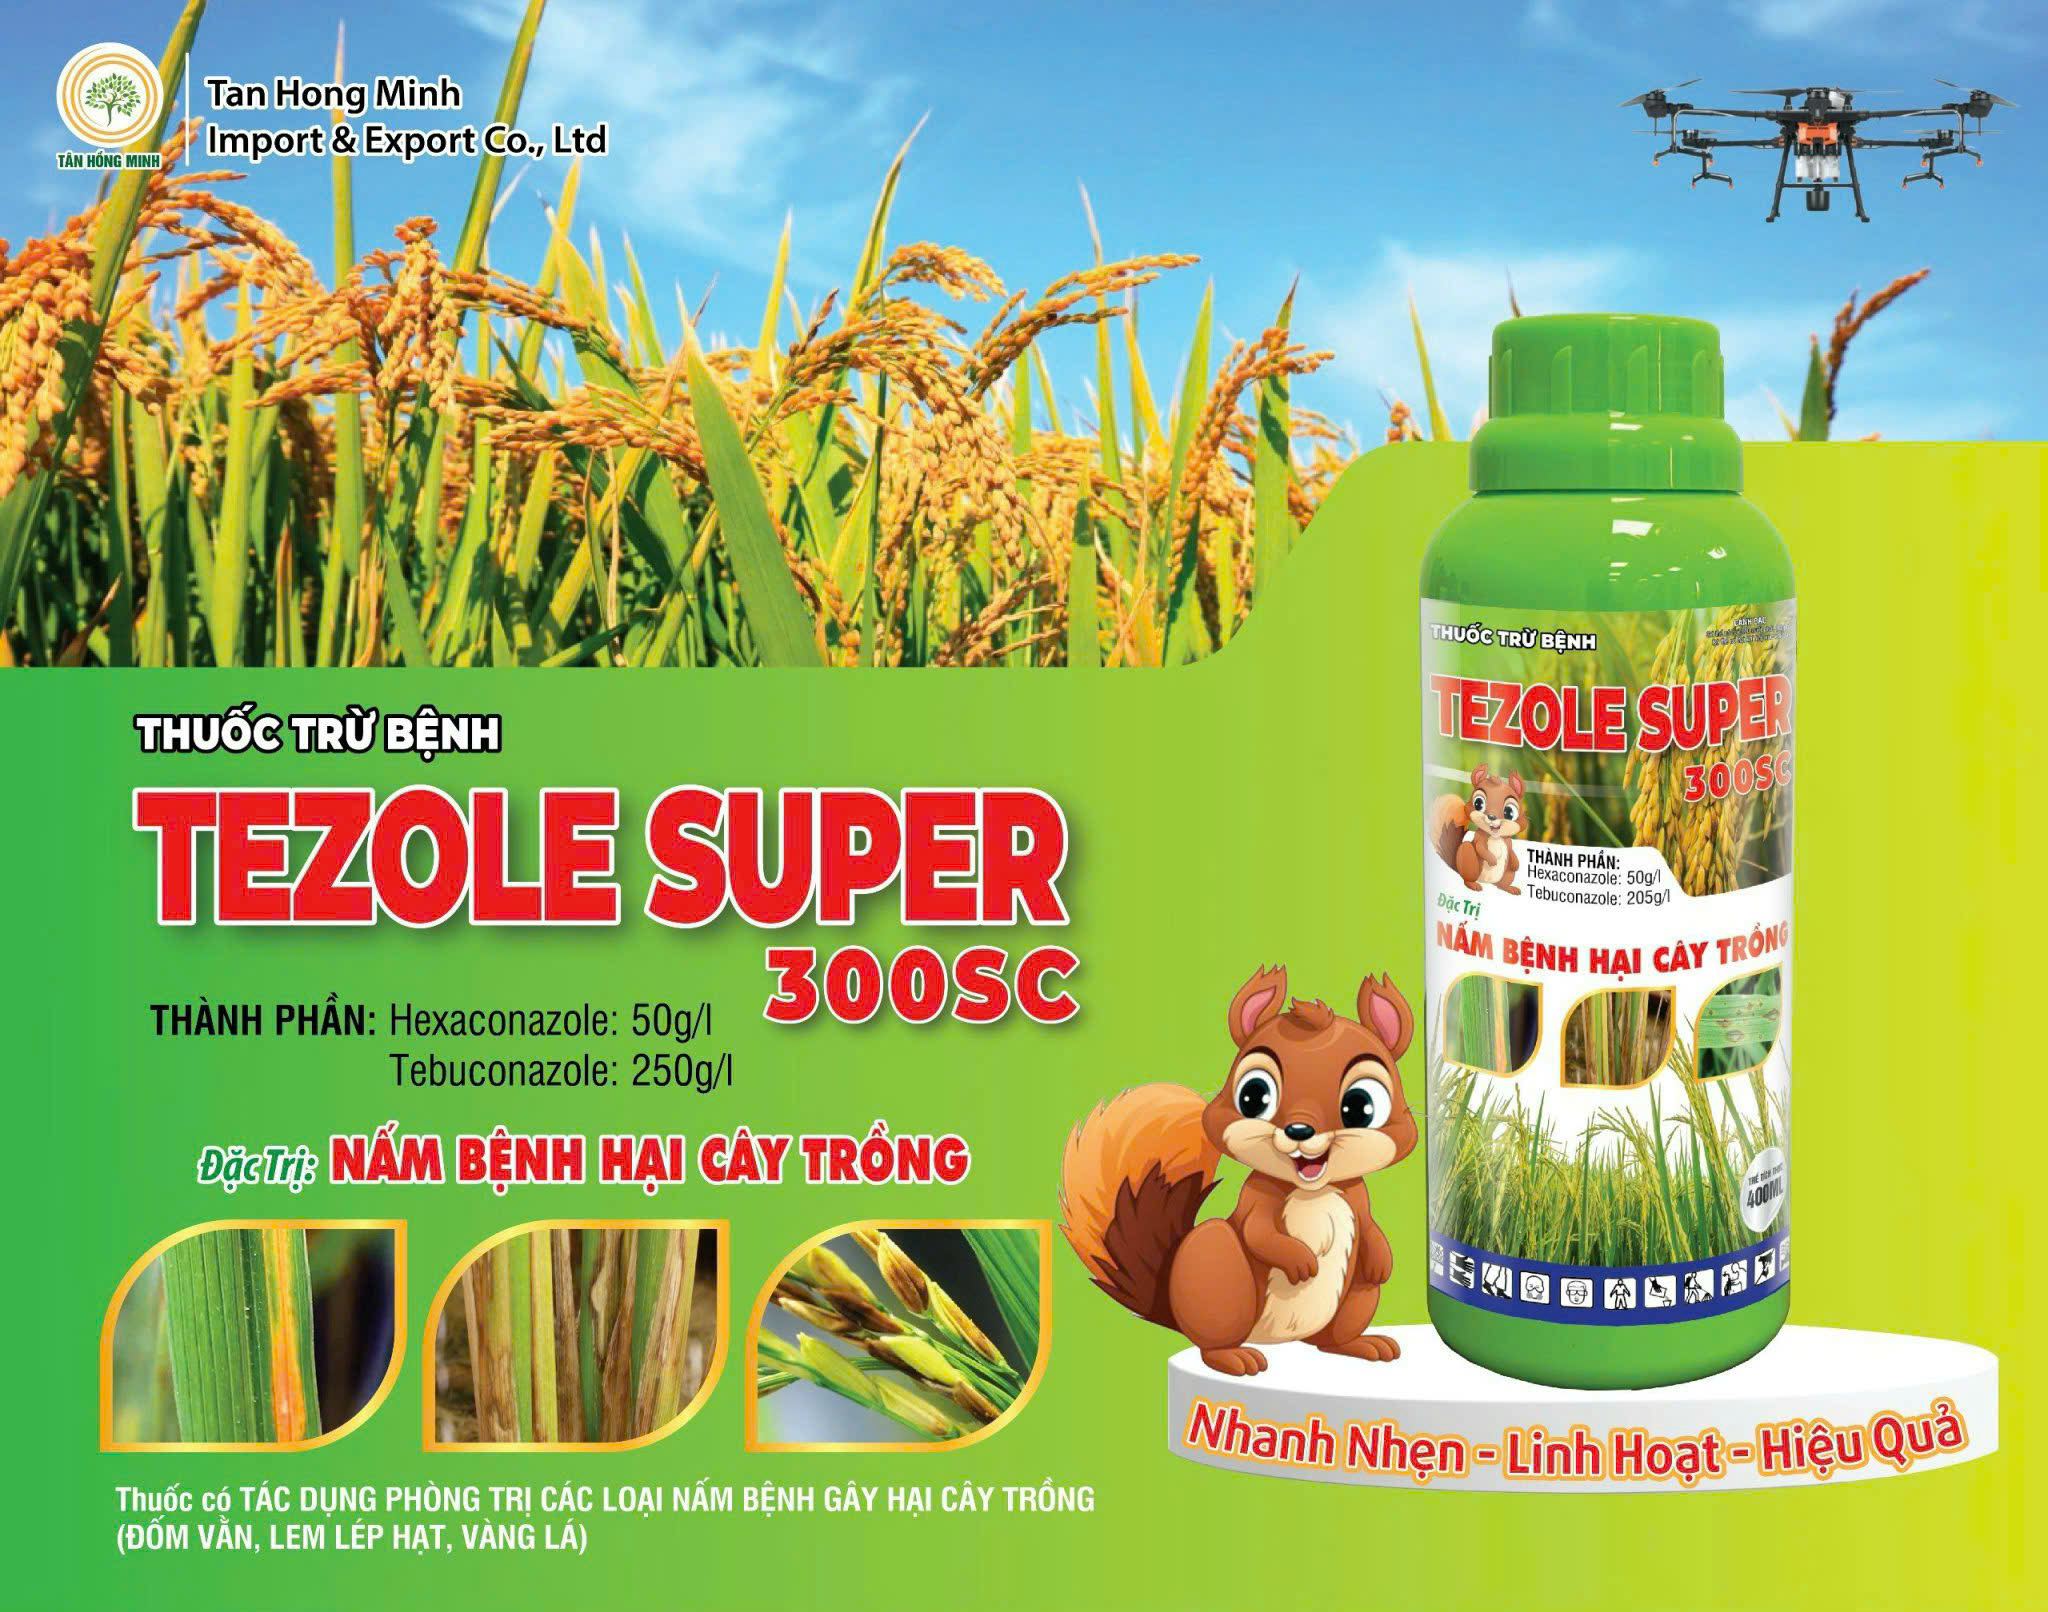 TÂN HỒNG MINH
Tan Hong Minh
Import & Export Co., Ltd
THUỐC TRỪ BỆNH
TEZOLE SUPER
300SC
THÀNH PHẦN: Hexaconazole: 50g/l
Tebuconazole: 250g/l
Đặc Trị: NẤM BỆNH HẠI CÂY TRỒNG
Thuốc có TÁC DỤNG PHÒNG TRỊ CÁC LOẠI NẤM BỆNH GÂY HẠI CÂY TRỒNG
(ĐỐM VẰN, LEM LÉP HẠT, VÀNG LÁ)
THUỐC TRỪ BỆNH
TEZOLE SUPER
300SC
THÀNH PHẦN:
Hexaconazole: 50g/l
Tebuconazole: 205g/l
Đặc Trị
NẤM BỆNH HẠI CÂY TRỒNG
THỂ TÍCH THỰC
400ML
Nhanh Nhẹn - Linh Hoạt - Hiệu Quả